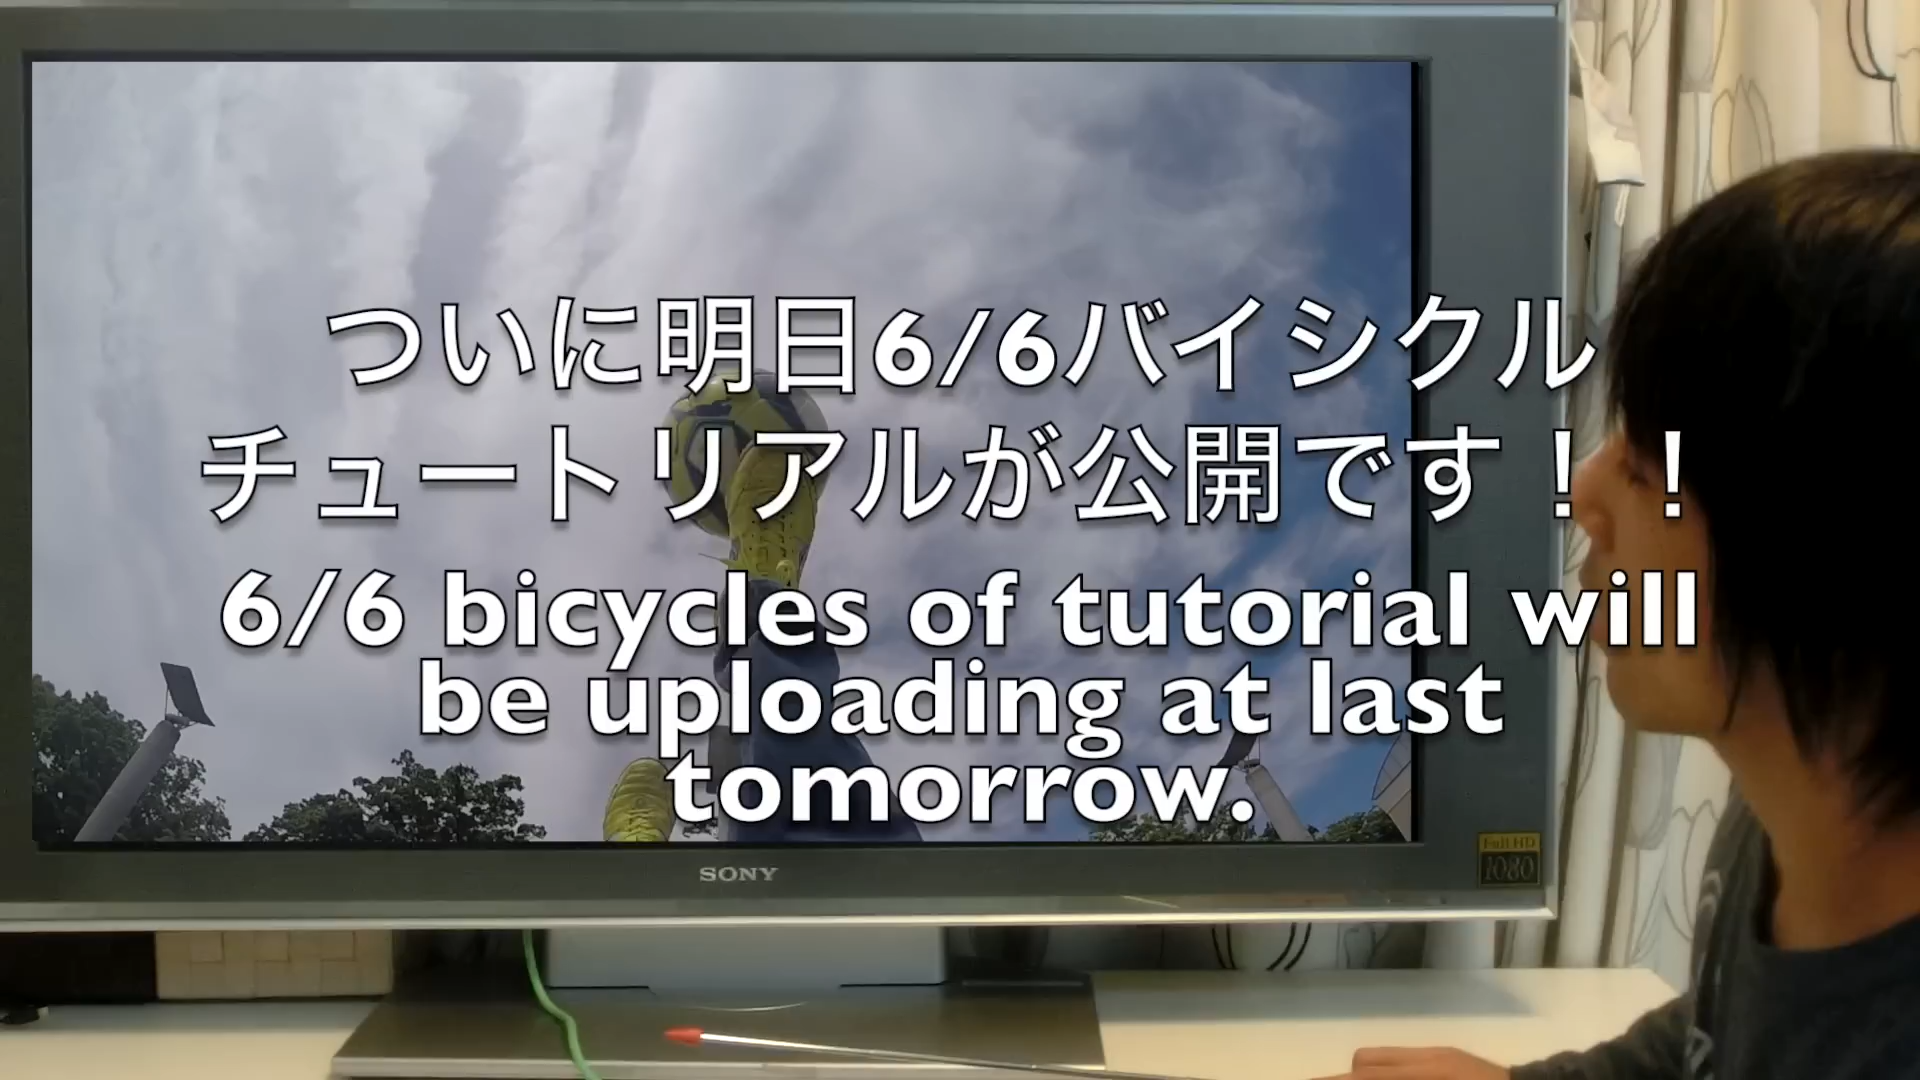 ついに明日6/6バイシクル
チュートリアルが公開です！！
6/6 bicycles of tutorial will
be uploading at last
tomorrow.
SONY
Full HD
1080